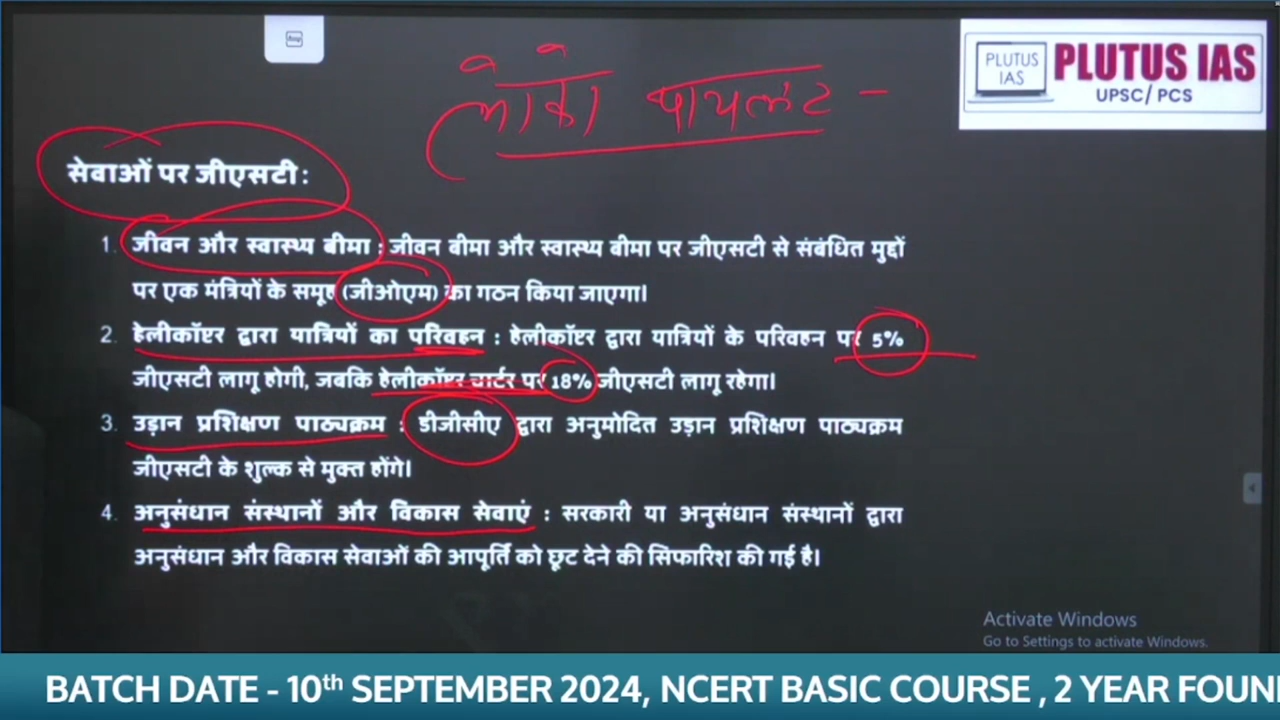 लोको पायलट -
PLUTUS IAS
PLUTUS IAS
UPSC/ PCS
सेवाओं पर जीएसटी :
1. जीवन और स्वास्थ्य बीमा : जीवन बीमा और स्वास्थ्य बीमा पर जीएसटी से संबंधित मुद्दों
पर एक मंत्रियों के समूह (जीओएम) का गठन किया जाएगा।
2. हेलीकॉप्टर द्वारा यात्रियों का परिवहन : हेलीकॉप्टर द्वारा यात्रियों के परिवहन पर 5%
जीएसटी लागू होगी, जबकि हेलीकॉप्टर चार्टर पर 18% जीएसटी लागू रहेगा।
3. उड़ान प्रशिक्षण पाठ्यक्रम : डीजीसीए द्वारा अनुमोदित उड़ान प्रशिक्षण पाठ्यक्रम
जीएसटी के शुल्क से मुक्त होंगे।
4. अनुसंधान संस्थानों और विकास सेवाएं : सरकारी या अनुसंधान संस्थानों द्वारा
अनुसंधान और विकास सेवाओं की आपूर्ति को छूट देने की सिफारिश की गई है।
Activate Windows
Go to Settings to activate Windows.
BATCH DATE - 10th SEPTEMBER 2024, NCERT BASIC COURSE , 2 YEAR FOUN